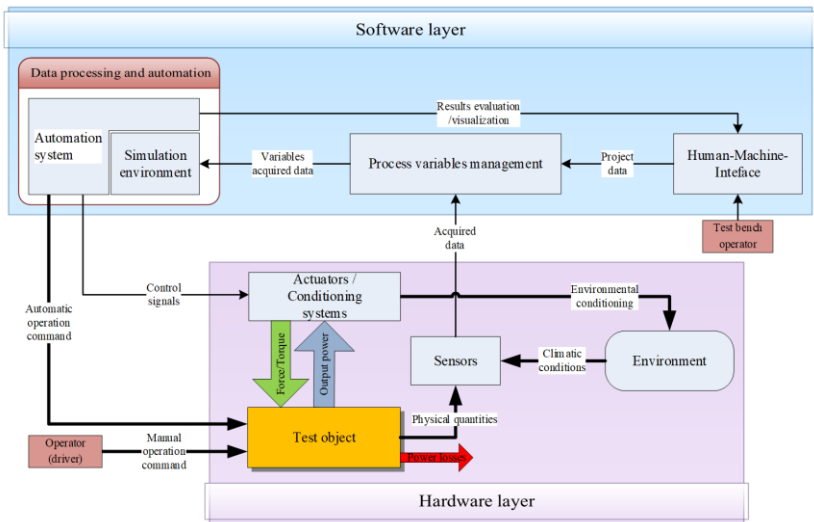 Software layer
Data processing and automation
Automation
system
Simulation
environment
Results evaluation
/visualization
Variables
acquired data
Process variables management
Project
data
Human-Machine-
Inteface
Test bench
operator
Acquired
data
Control
signals
Automatic
operation
command
Actuators /
Conditioning
systems
Environmental
conditioning
Force/Torque
Output power
Sensors
Climatic
conditions
Environment
Physical quantities
Test object
Operator
(driver)
Manual
operation
command
Power losses
Hardware layer